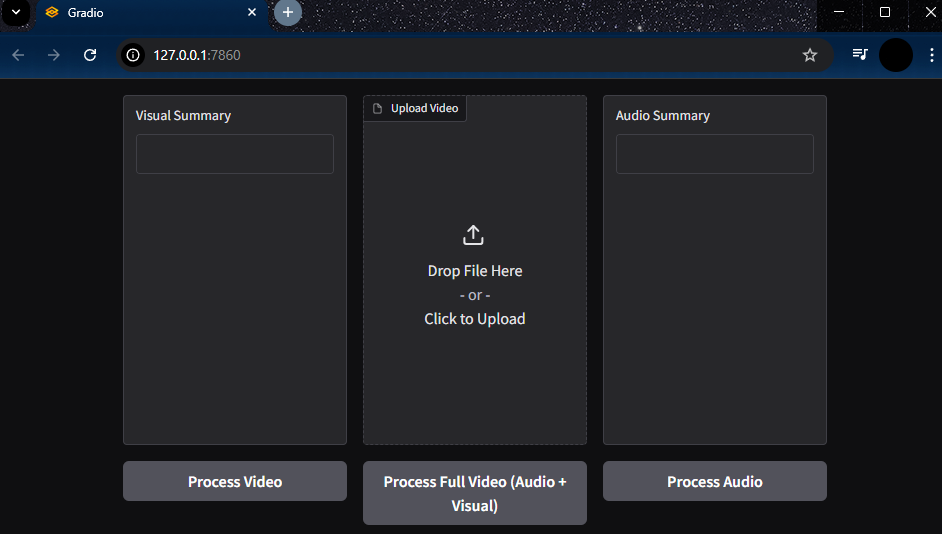 Gradio
127.0.0.1:7860
Visual Summary
Upload Video
Audio Summary
Drop File Here
- or -
Click to Upload
Process Video
Process Full Video (Audio +
Visual)
Process Audio